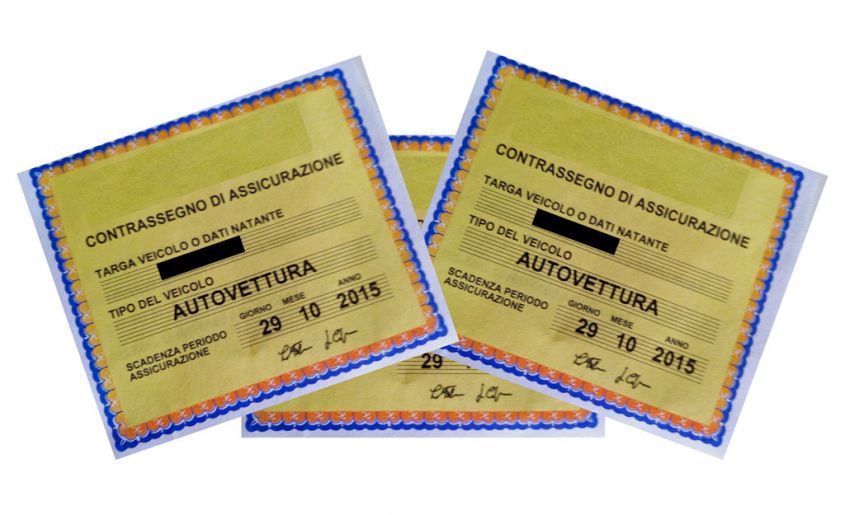 CONTRASSEGNO DI ASSICURAZIONE
TARGA VEICOLO O DATI NATANTE
TIPO DEL VEICOLO
AUTOVETTURA
SCADENZA PERIODO
ASSICURAZIONE
GIORNO MESE ANNO
29 10 2015
29
CONTRASSEGNO DI ASSICURAZIONE
TARGA VEICOLO O DATI NATANTE
TIPO DEL VEICOLO
AUTOVETTURA
SCADENZA PERIODO
ASSICURAZIONE
GIORNO MESE ANNO
29 10 2015